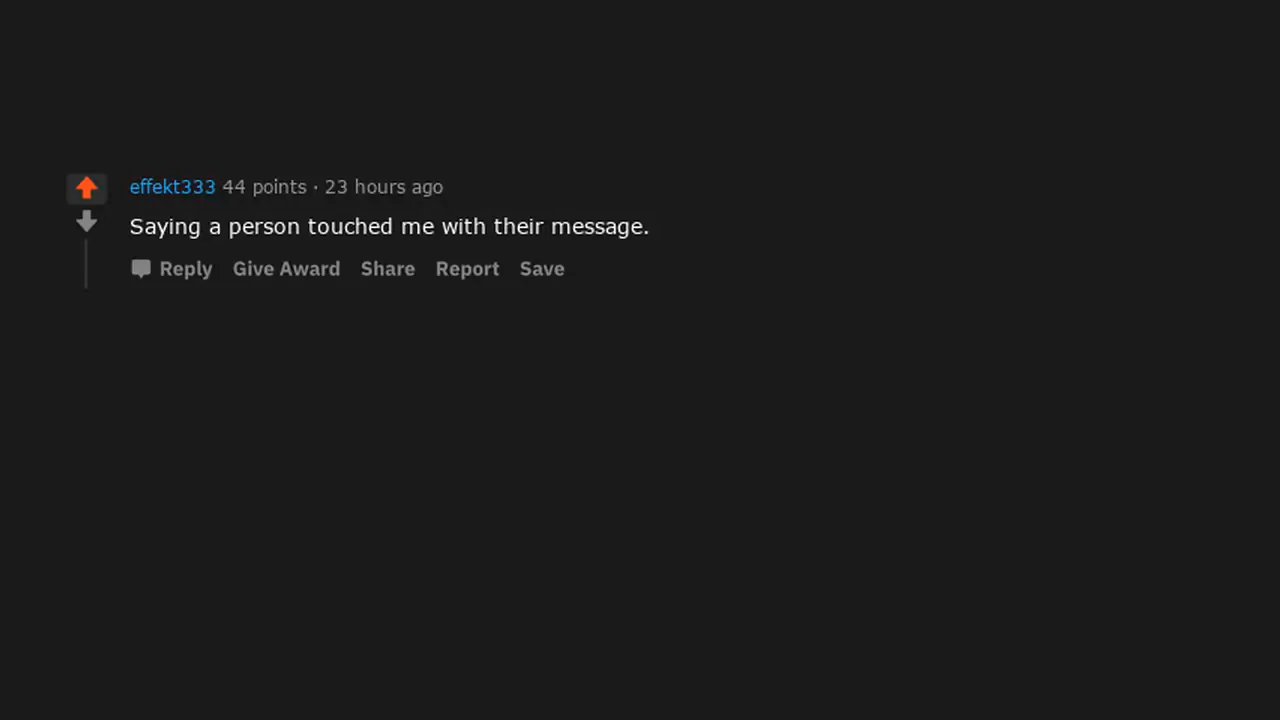 effekt333 44 points · 23 hours ago
Saying a person touched me with their message.
Reply Give Award Share Report Save